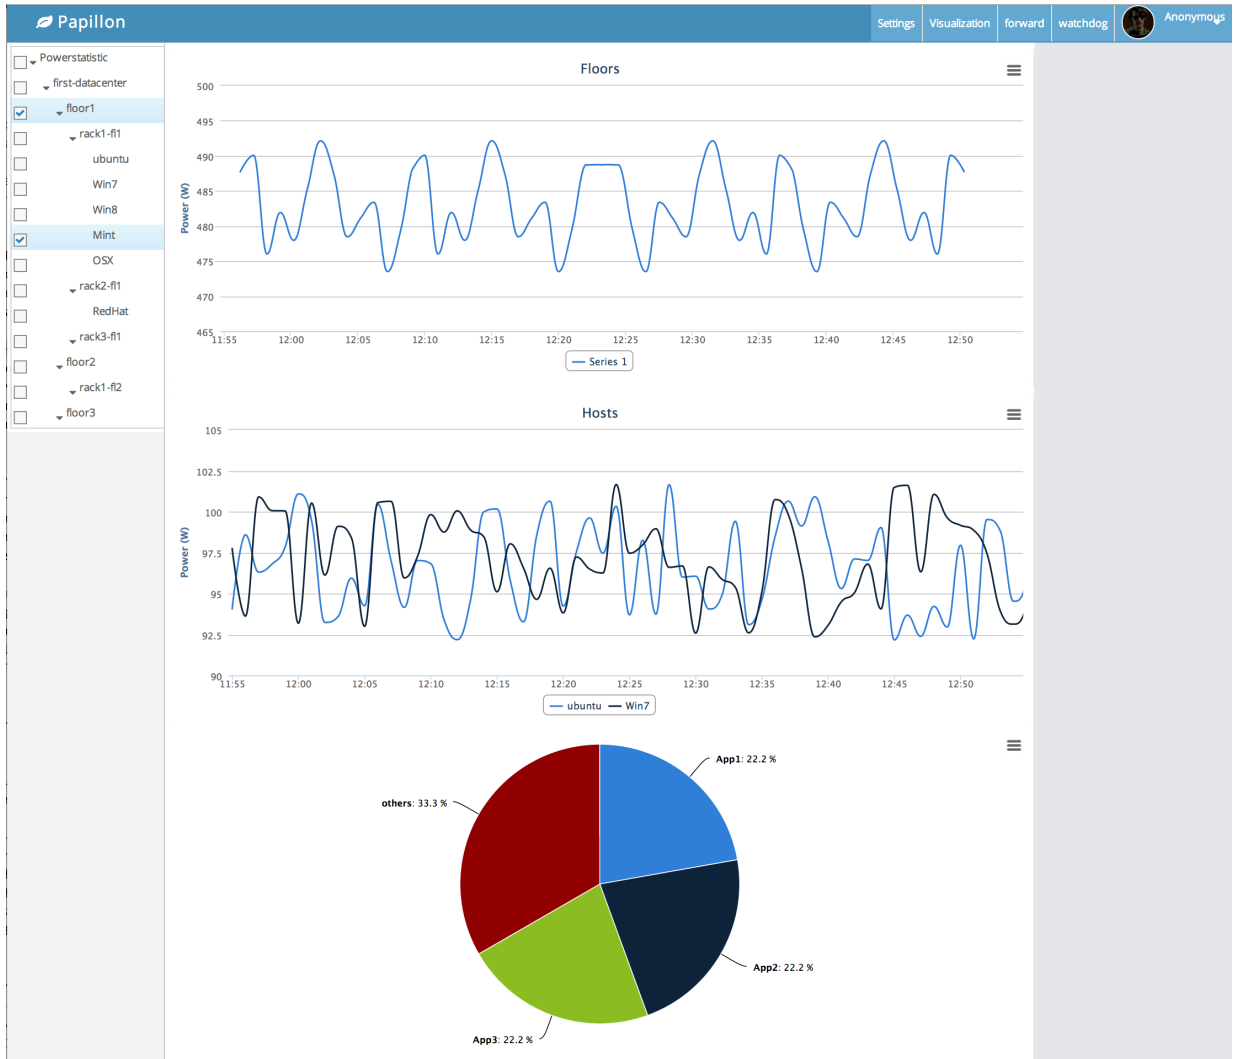 Papillon
Settings Visualization forward watchdog Anonymous
Powerstatistic
first-datacenter
floor1
rack1-fl1
ubuntu
Win7
Win8
Mint
OSX
rack2-fl1
RedHat
rack3-fl1
floor2
rack1-fl2
floor3
Floors
Power (W)
500
495
490
485
480
475
470
465
11:55 12:00 12:05 12:10 12:15 12:20 12:25 12:30 12:35 12:40 12:45 12:50
Series 1
Hosts
Power (W)
105
102.5
100
97.5
95
92.5
90
11:55 12:00 12:05 12:10 12:15 12:20 12:25 12:30 12:35 12:40 12:45 12:50
ubuntu Win7
App1: 22.2 %
others: 33.3 %
App2: 22.2 %
App3: 22.2 %